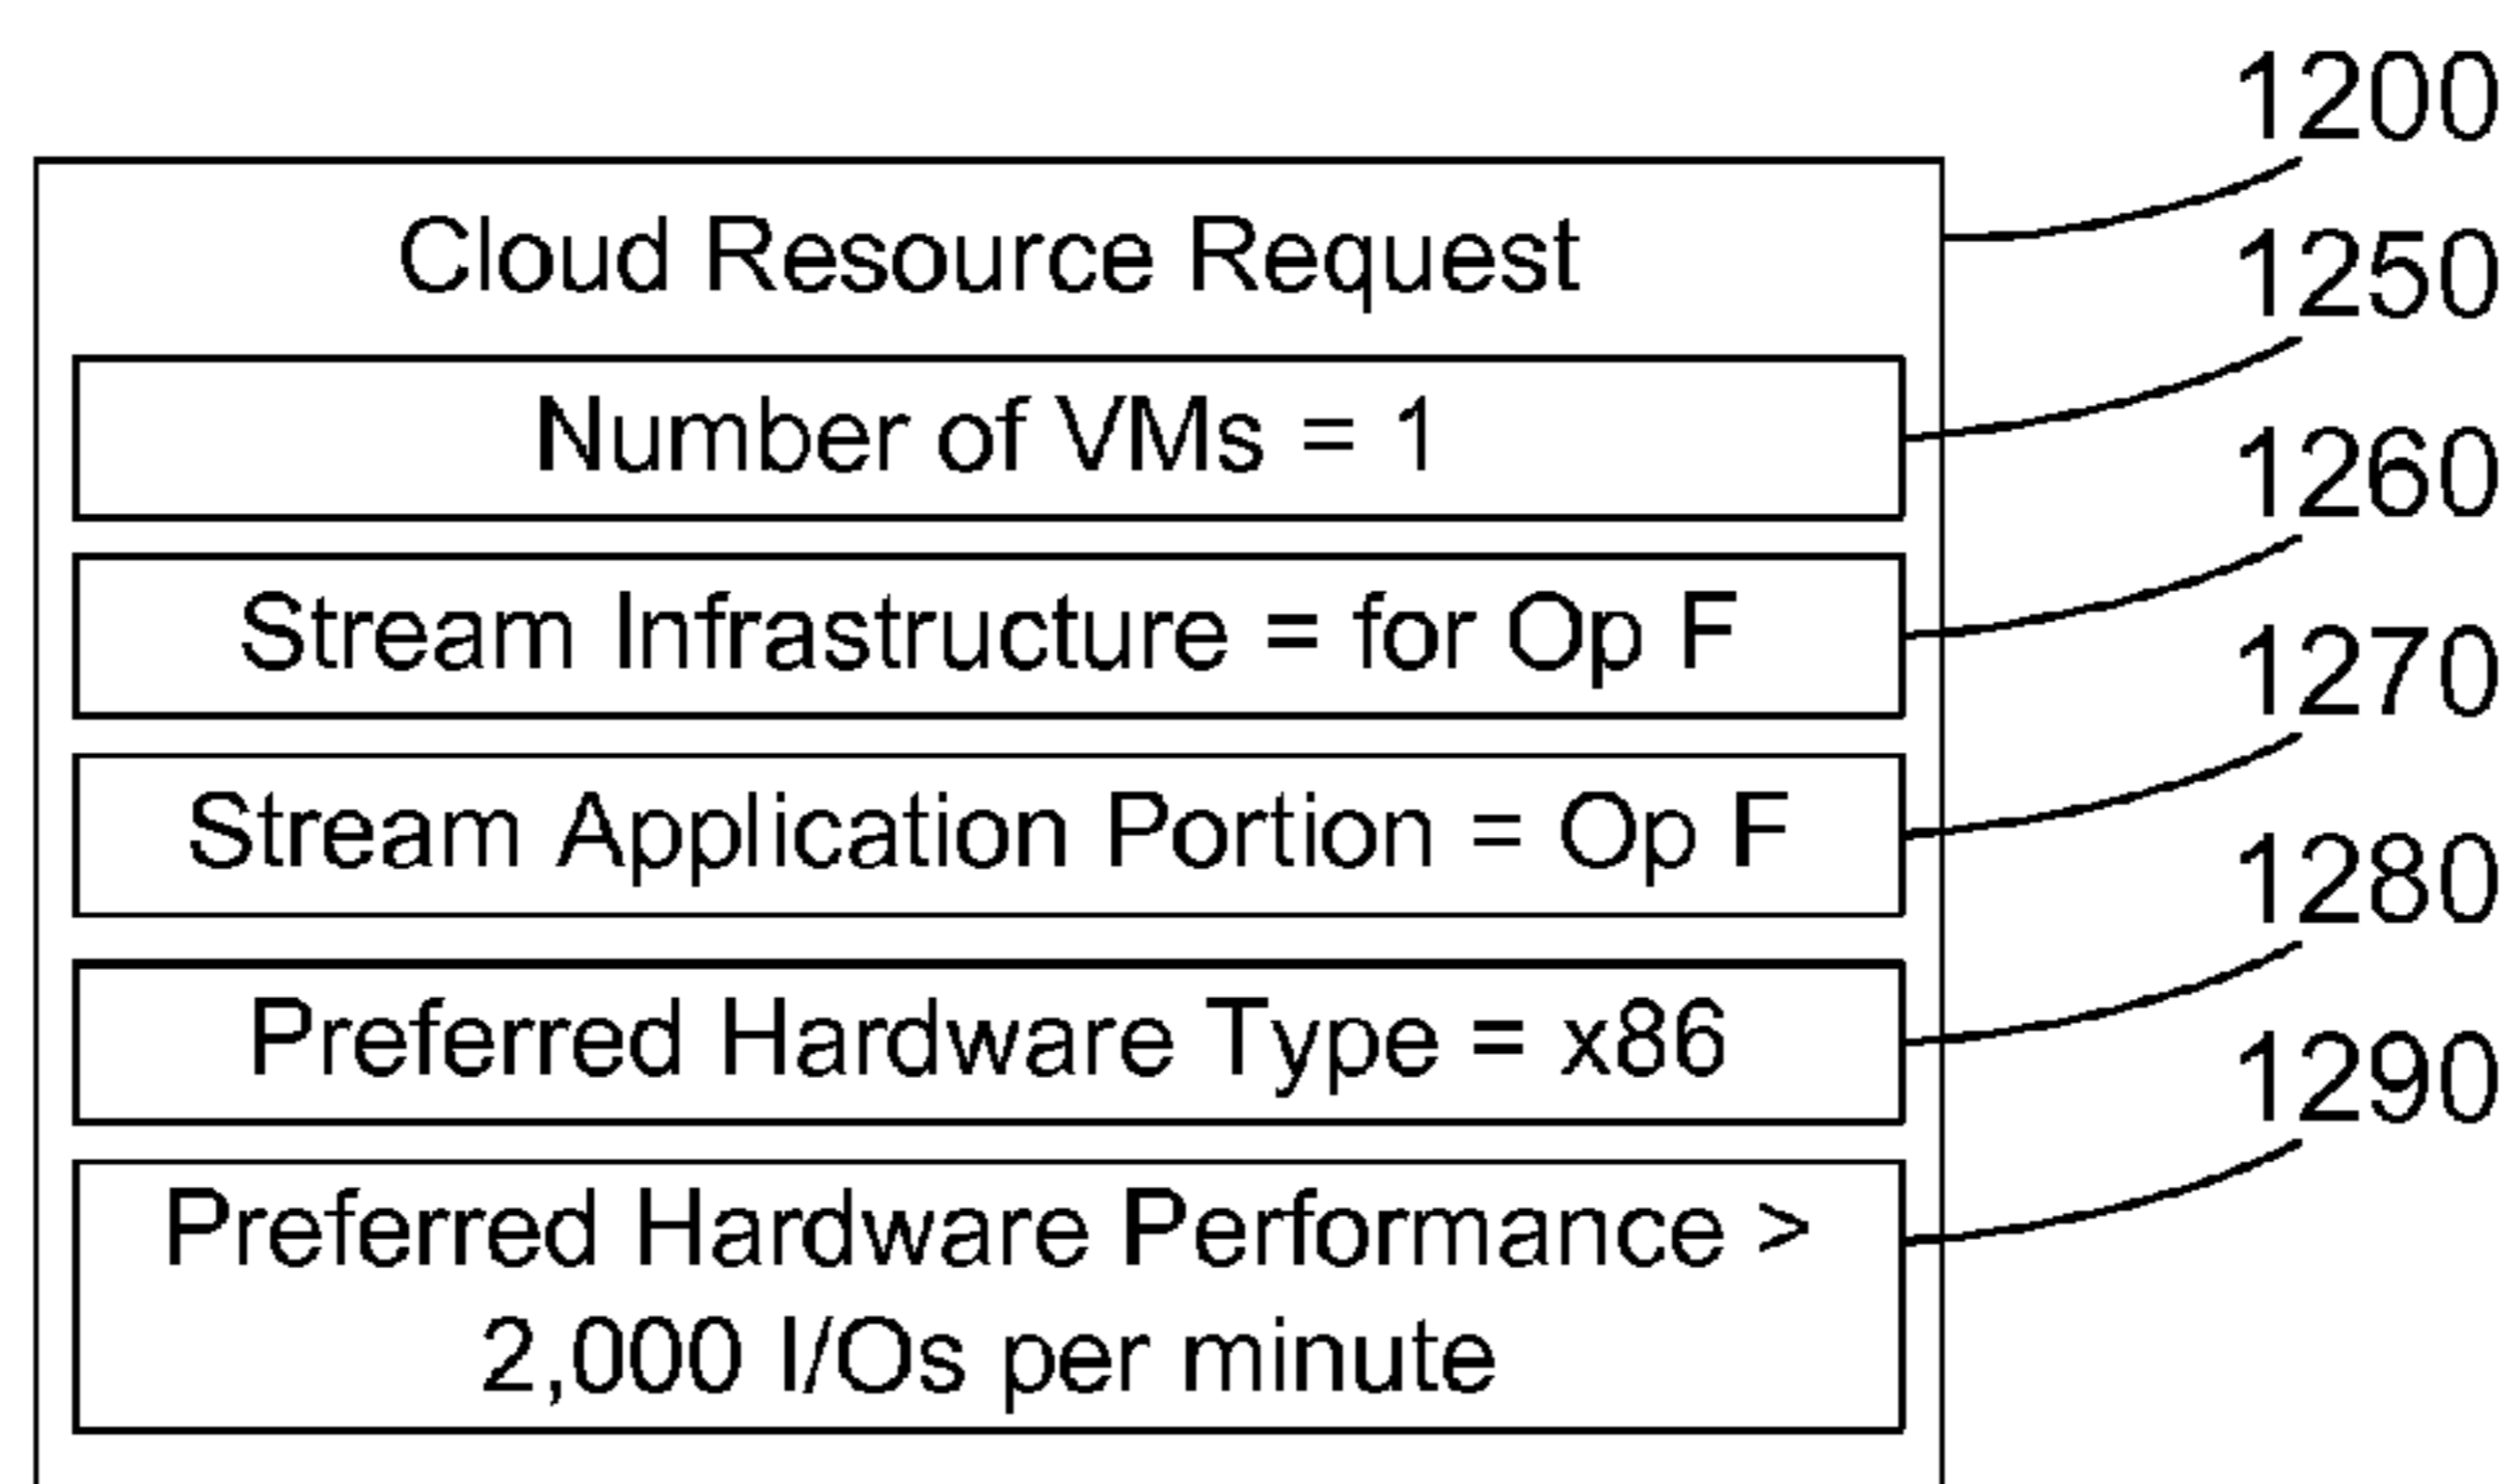 1200
Cloud Resource Request
1250
Number of VMs = 1
1260
Stream Infrastructure = for Op F
1270
Stream Application Portion = Op F
1280
Preferred Hardware Type = x86
1290
Preferred Hardware Performance >
2,000 I/Os per minute